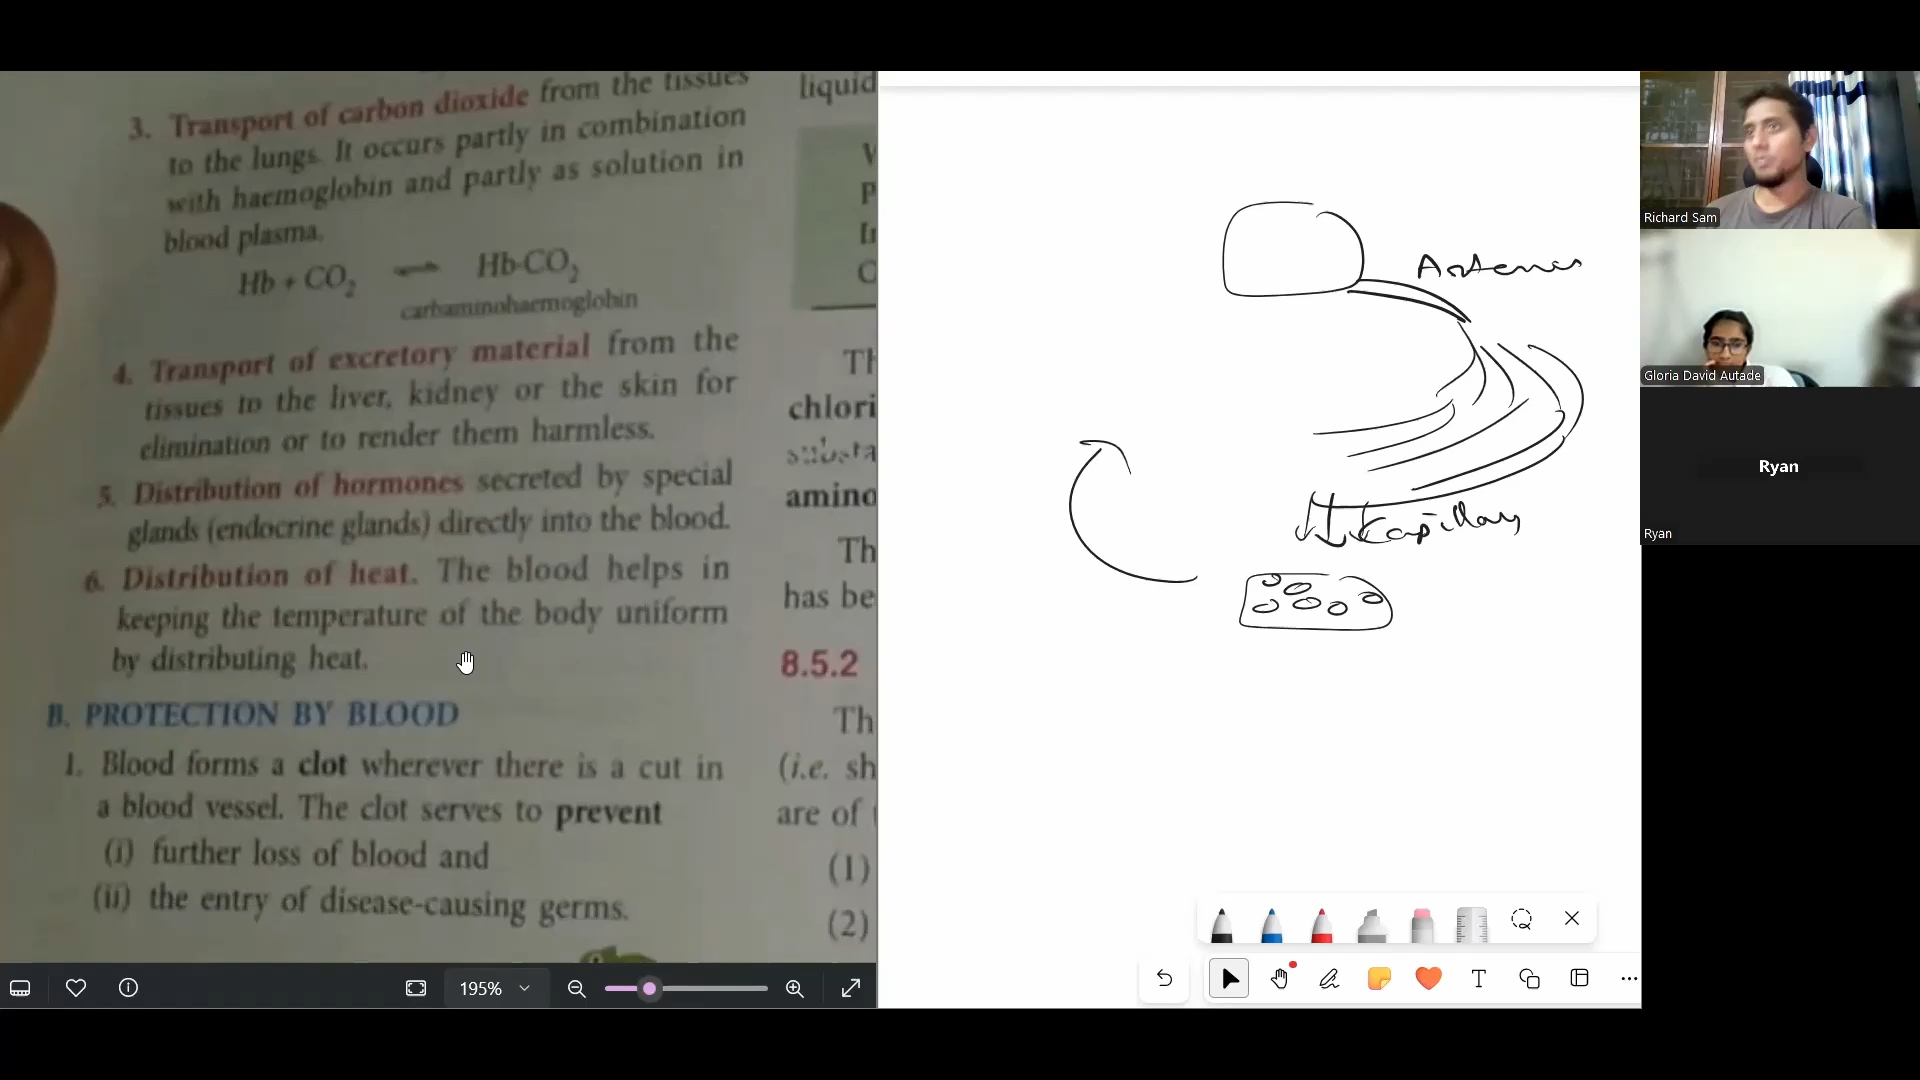 3. Transport of carbon dioxide from the tissues
to the lungs. It occurs partly in combination
with haemoglobin and partly as solution in
blood plasma.
Hb + CO₂ ⇌ Hb-CO₂
carbaminohaemoglobin
4. Transport of excretory material from the
tissues to the liver, kidney or the skin for
elimination or to render them harmless.
5. Distribution of hormones secreted by special
glands (endocrine glands) directly into the blood.
6. Distribution of heat. The blood helps in
keeping the temperature of the body uniform
by distributing heat.
B. PROTECTION BY BLOOD
1. Blood forms a clot wherever there is a cut in
a blood vessel. The clot serves to prevent
(i) further loss of blood and
(ii) the entry of disease-causing germs.
liquid
Th
chlori
substa
amino
Th
has be
8.5.2
Th
(i.e. sh
are of
(1)
(2)
195%
Capillary
T
Richard Sam
Gloria David Autade
Ryan
Ryan